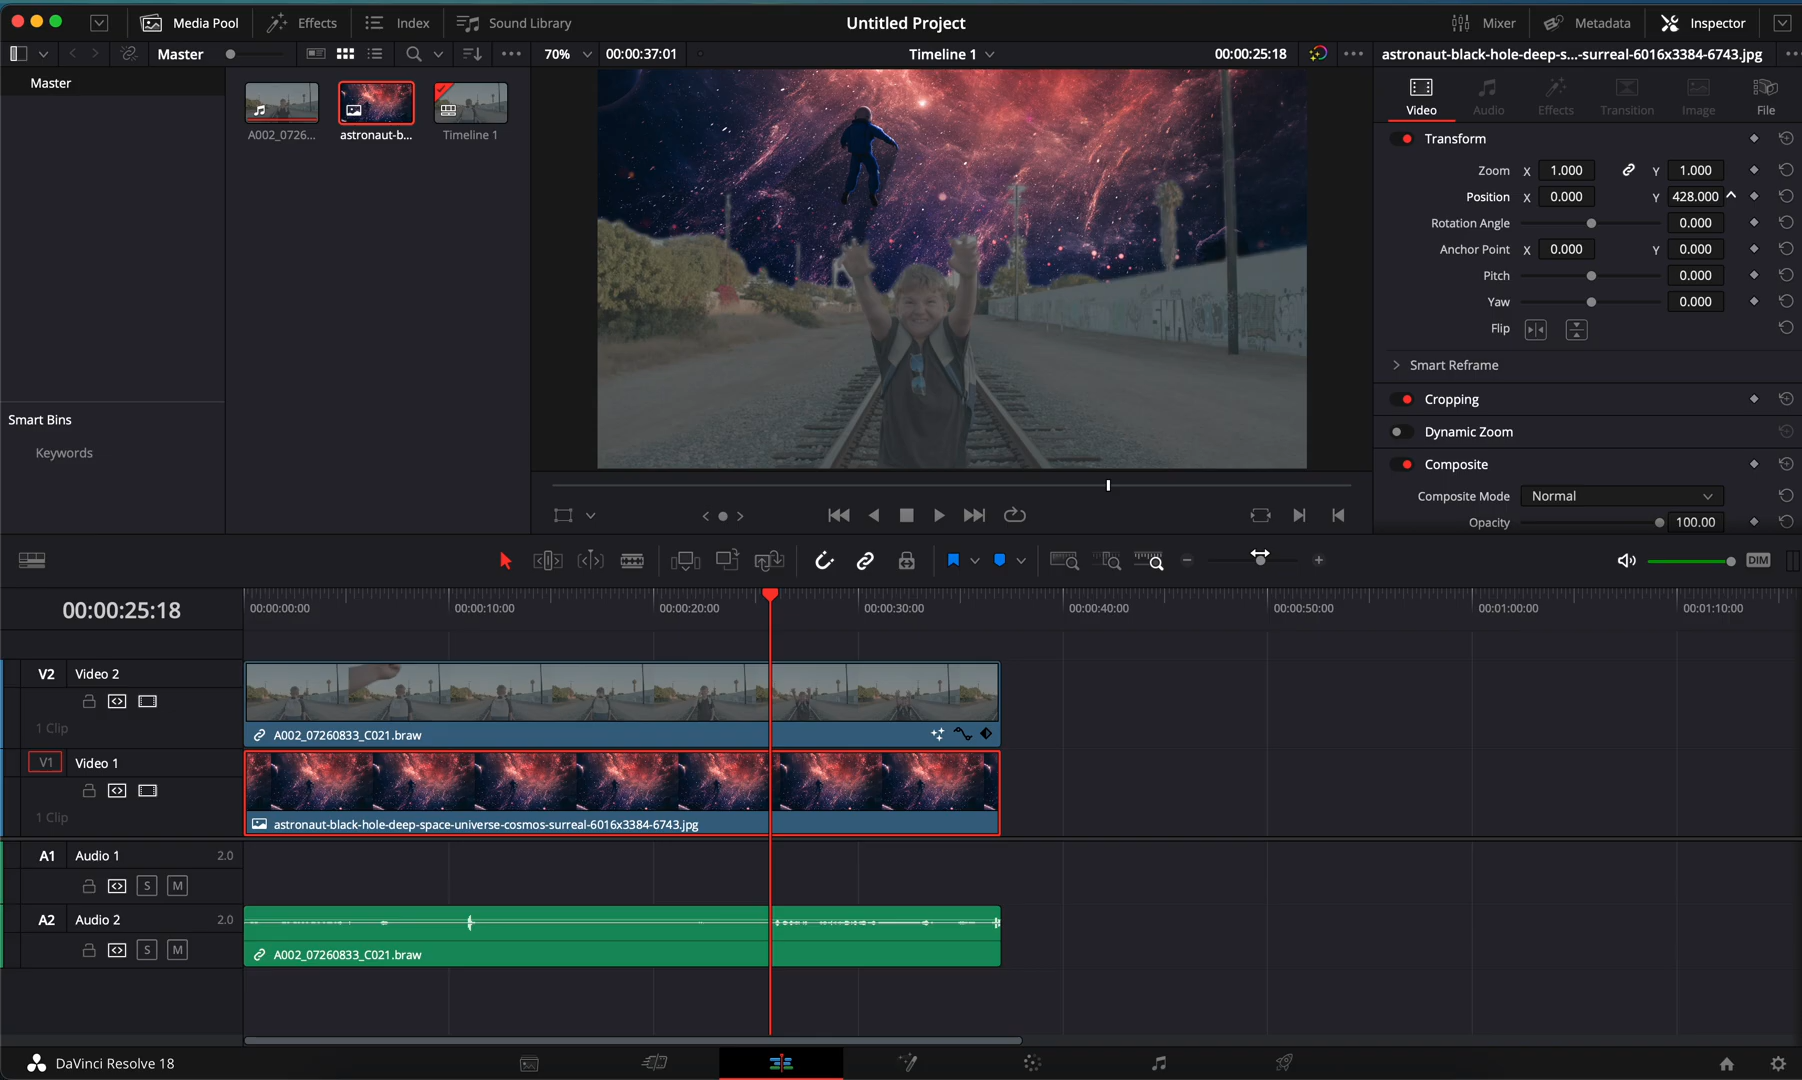 Media Pool
Effects
Index
Sound Library
Untitled Project
Mixer
Metadata
Inspector
Master
70%
00:00:37:01
Timeline 1
00:00:25:18
astronaut-black-hole-deep-s...-surreal-6016x3384-6743.jpg
Master
A002_0726...
astronaut-b...
Timeline 1
Smart Bins
Keywords
Video
Audio
Effects
Transition
Image
File
Transform
Zoom X 1.000 Y 1.000
Position X 0.000 Y 428.000
Rotation Angle 0.000
Anchor Point X 0.000 Y 0.000
Pitch 0.000
Yaw 0.000
Flip
Smart Reframe
Cropping
Dynamic Zoom
Composite
Composite Mode Normal
Opacity 100.00
DIM
00:00:25:18
00:00:00:00 00:00:10:00 00:00:20:00 00:00:30:00 00:00:40:00 00:00:50:00 00:01:00:00 00:01:10:00
V2 Video 2
1 Clip
A002_07260833_C021.braw
V1 Video 1
1 Clip
astronaut-black-hole-deep-space-universe-cosmos-surreal-6016x3384-6743.jpg
A1 Audio 1 2.0
S M
A2 Audio 2 2.0
S M
A002_07260833_C021.braw
DaVinci Resolve 18